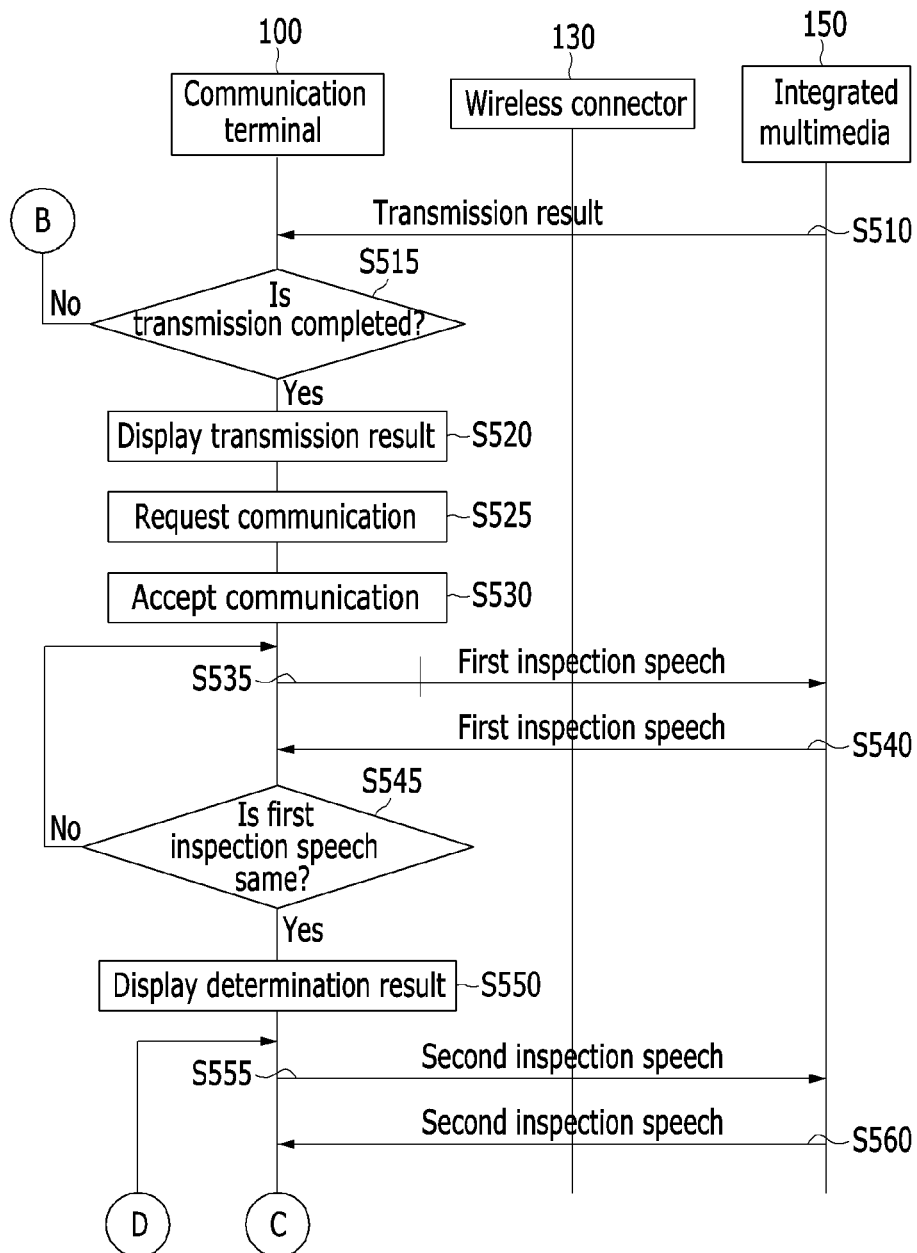 100
130
150
Communication
terminal
Wireless connector
Integrated
multimedia
B
Transmission result
S510
S515
No
Is
transmission completed?
Yes
Display transmission result
S520
Request communication
S525
Accept communication
S530
S535
First inspection speech
First inspection speech
S540
S545
No
Is first
inspection speech
same?
Yes
Display determination result
S550
S555
Second inspection speech
Second inspection speech
S560
D
C